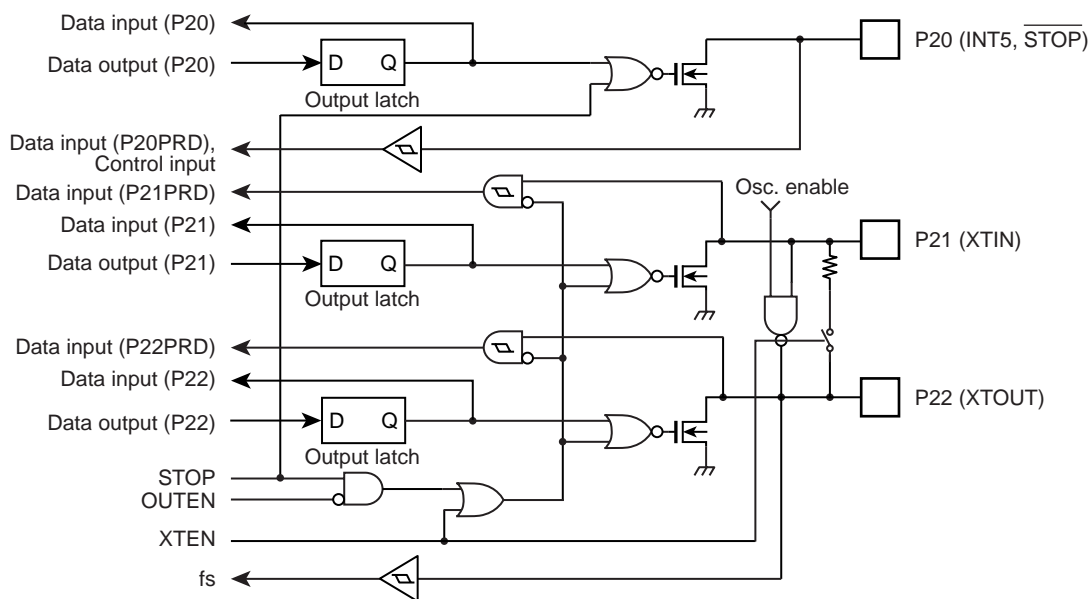 Data input (P20)
P20 (INT5, STOP)
Data output (P20)
D Q
Output latch
Data input (P20PRD),
Control input
Data input (P21PRD)
Osc. enable
Data input (P21)
P21 (XTIN)
Data output (P21)
D Q
Output latch
Data input (P22PRD)
Data input (P22)
P22 (XTOUT)
Data output (P22)
D Q
Output latch
STOP
OUTEN
XTEN
fs